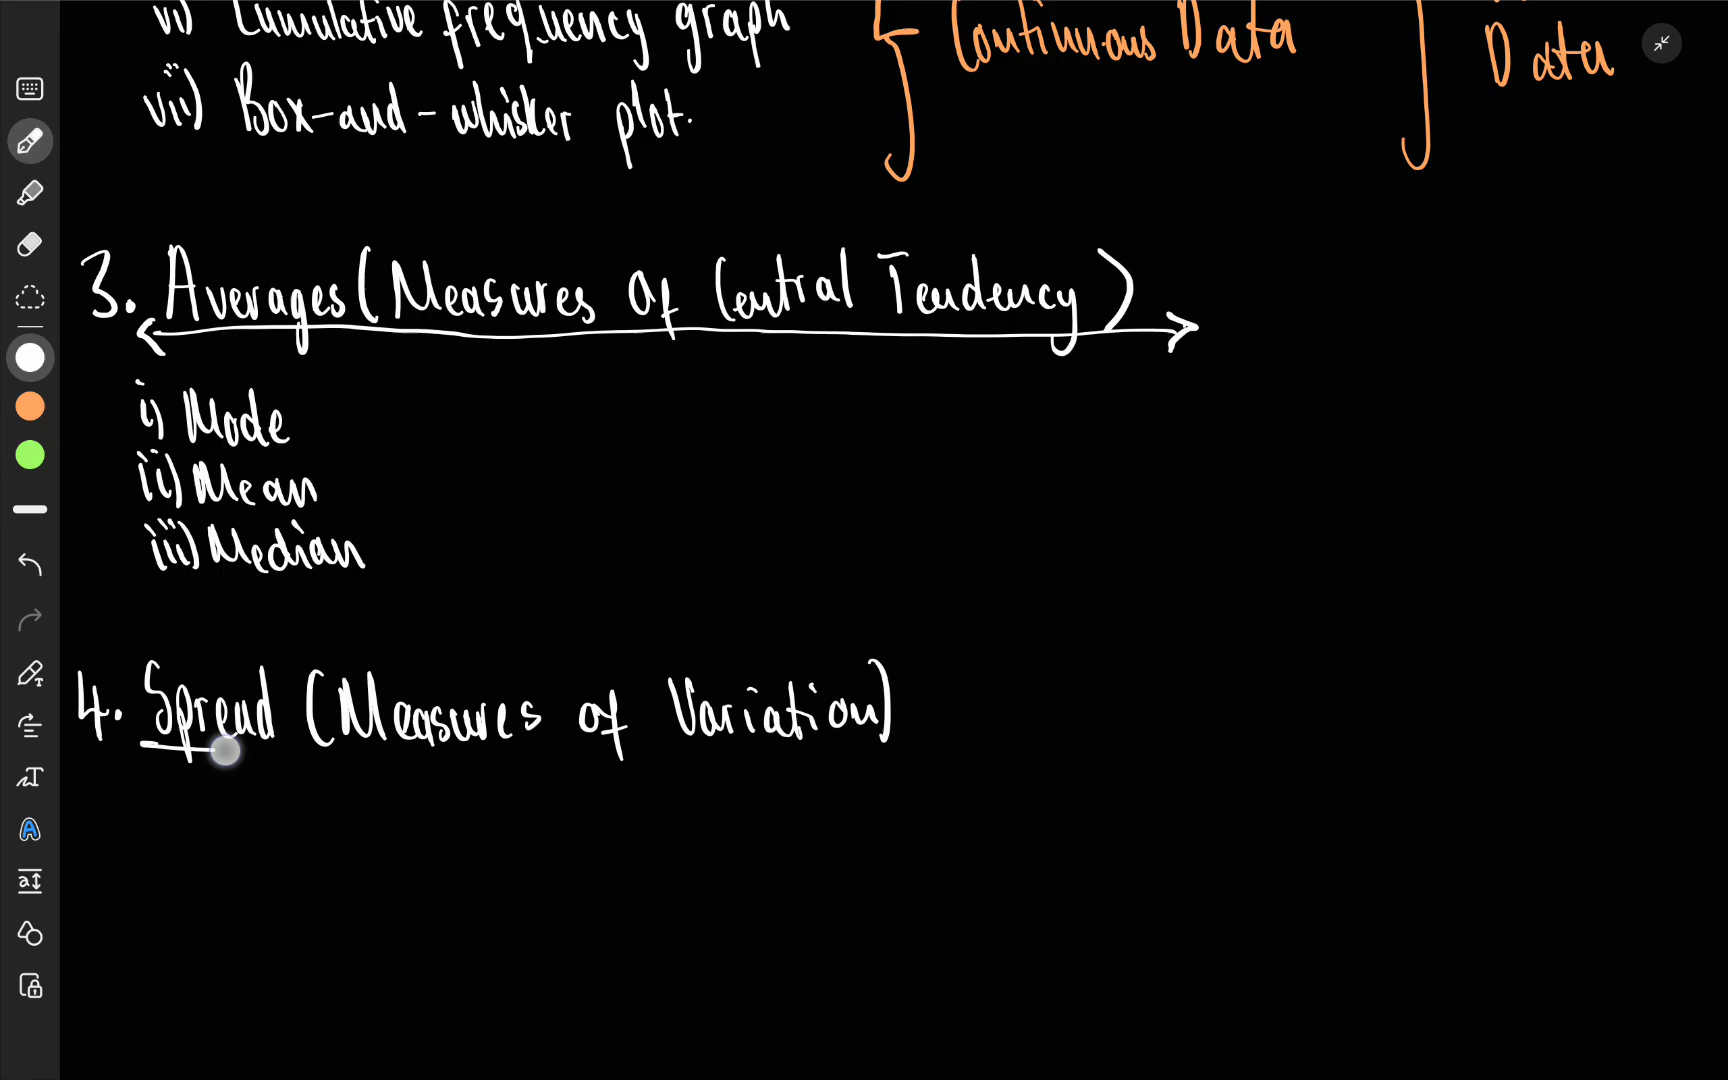 vi) Cumulative frequency graph
Continuous Data
Data
vii) Box-and-whisker plot.
3. Averages (Measures Of Central Tendency)
i) Mode
ii) Mean
iii) Median
4. Spread (Measures of Variation)